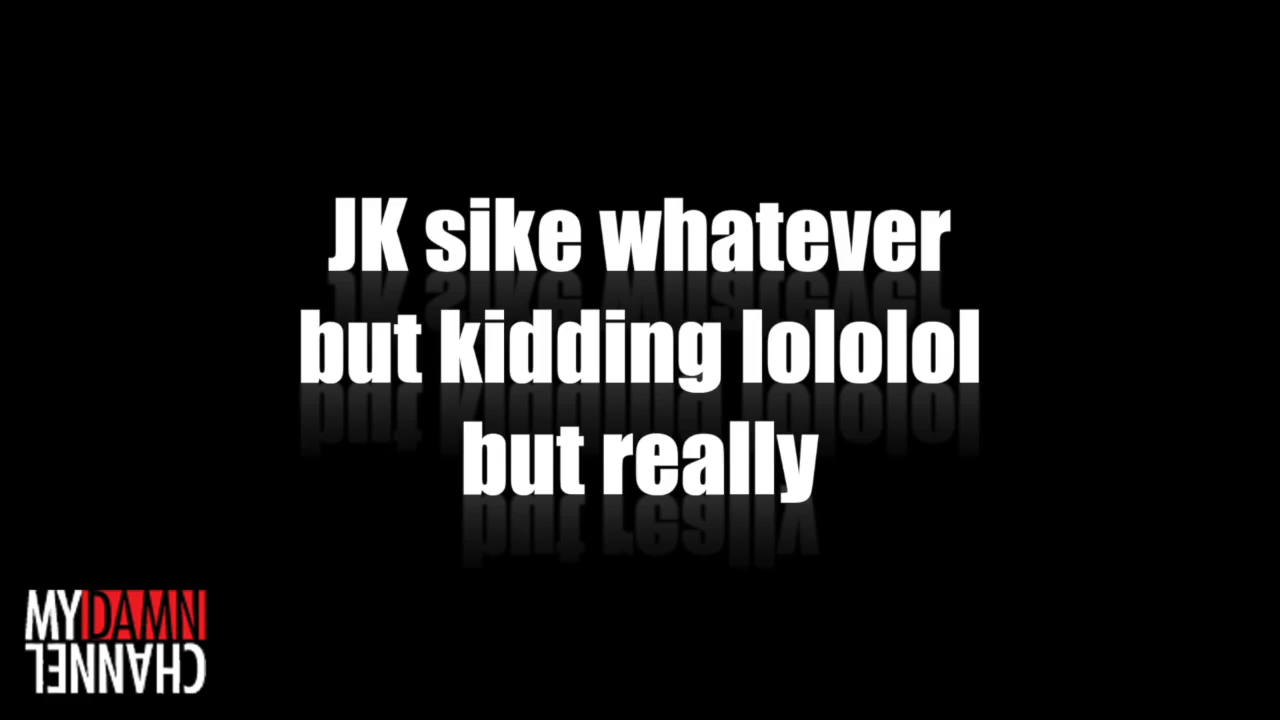 JK sike whatever
but kidding lololol
but really
MYDAMN
CHANNEL